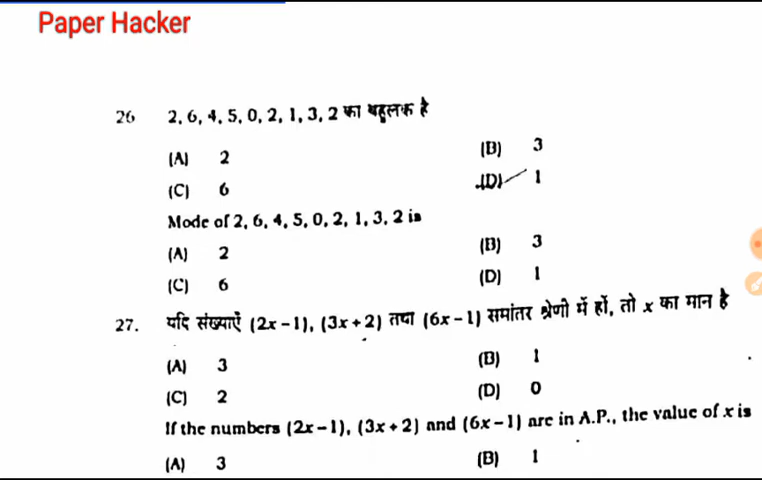 Paper Hacker
26 2, 6, 4, 5, 0, 2, 1, 3, 2 का बहुलक है
(A) 2 (B) 3
(C) 6 (D) 1
Mode of 2, 6, 4, 5, 0, 2, 1, 3, 2 is
(A) 2 (B) 3
(C) 6 (D) 1
27. यदि संख्याएँ (2x−1), (3x+2) तथा (6x−1) समांतर श्रेणी में हों, तो x का मान है
(A) 3 (B) 1
(C) 2 (D) 0
If the numbers (2x−1), (3x+2) and (6x−1) are in A.P., the value of x is
(A) 3 (B) 1